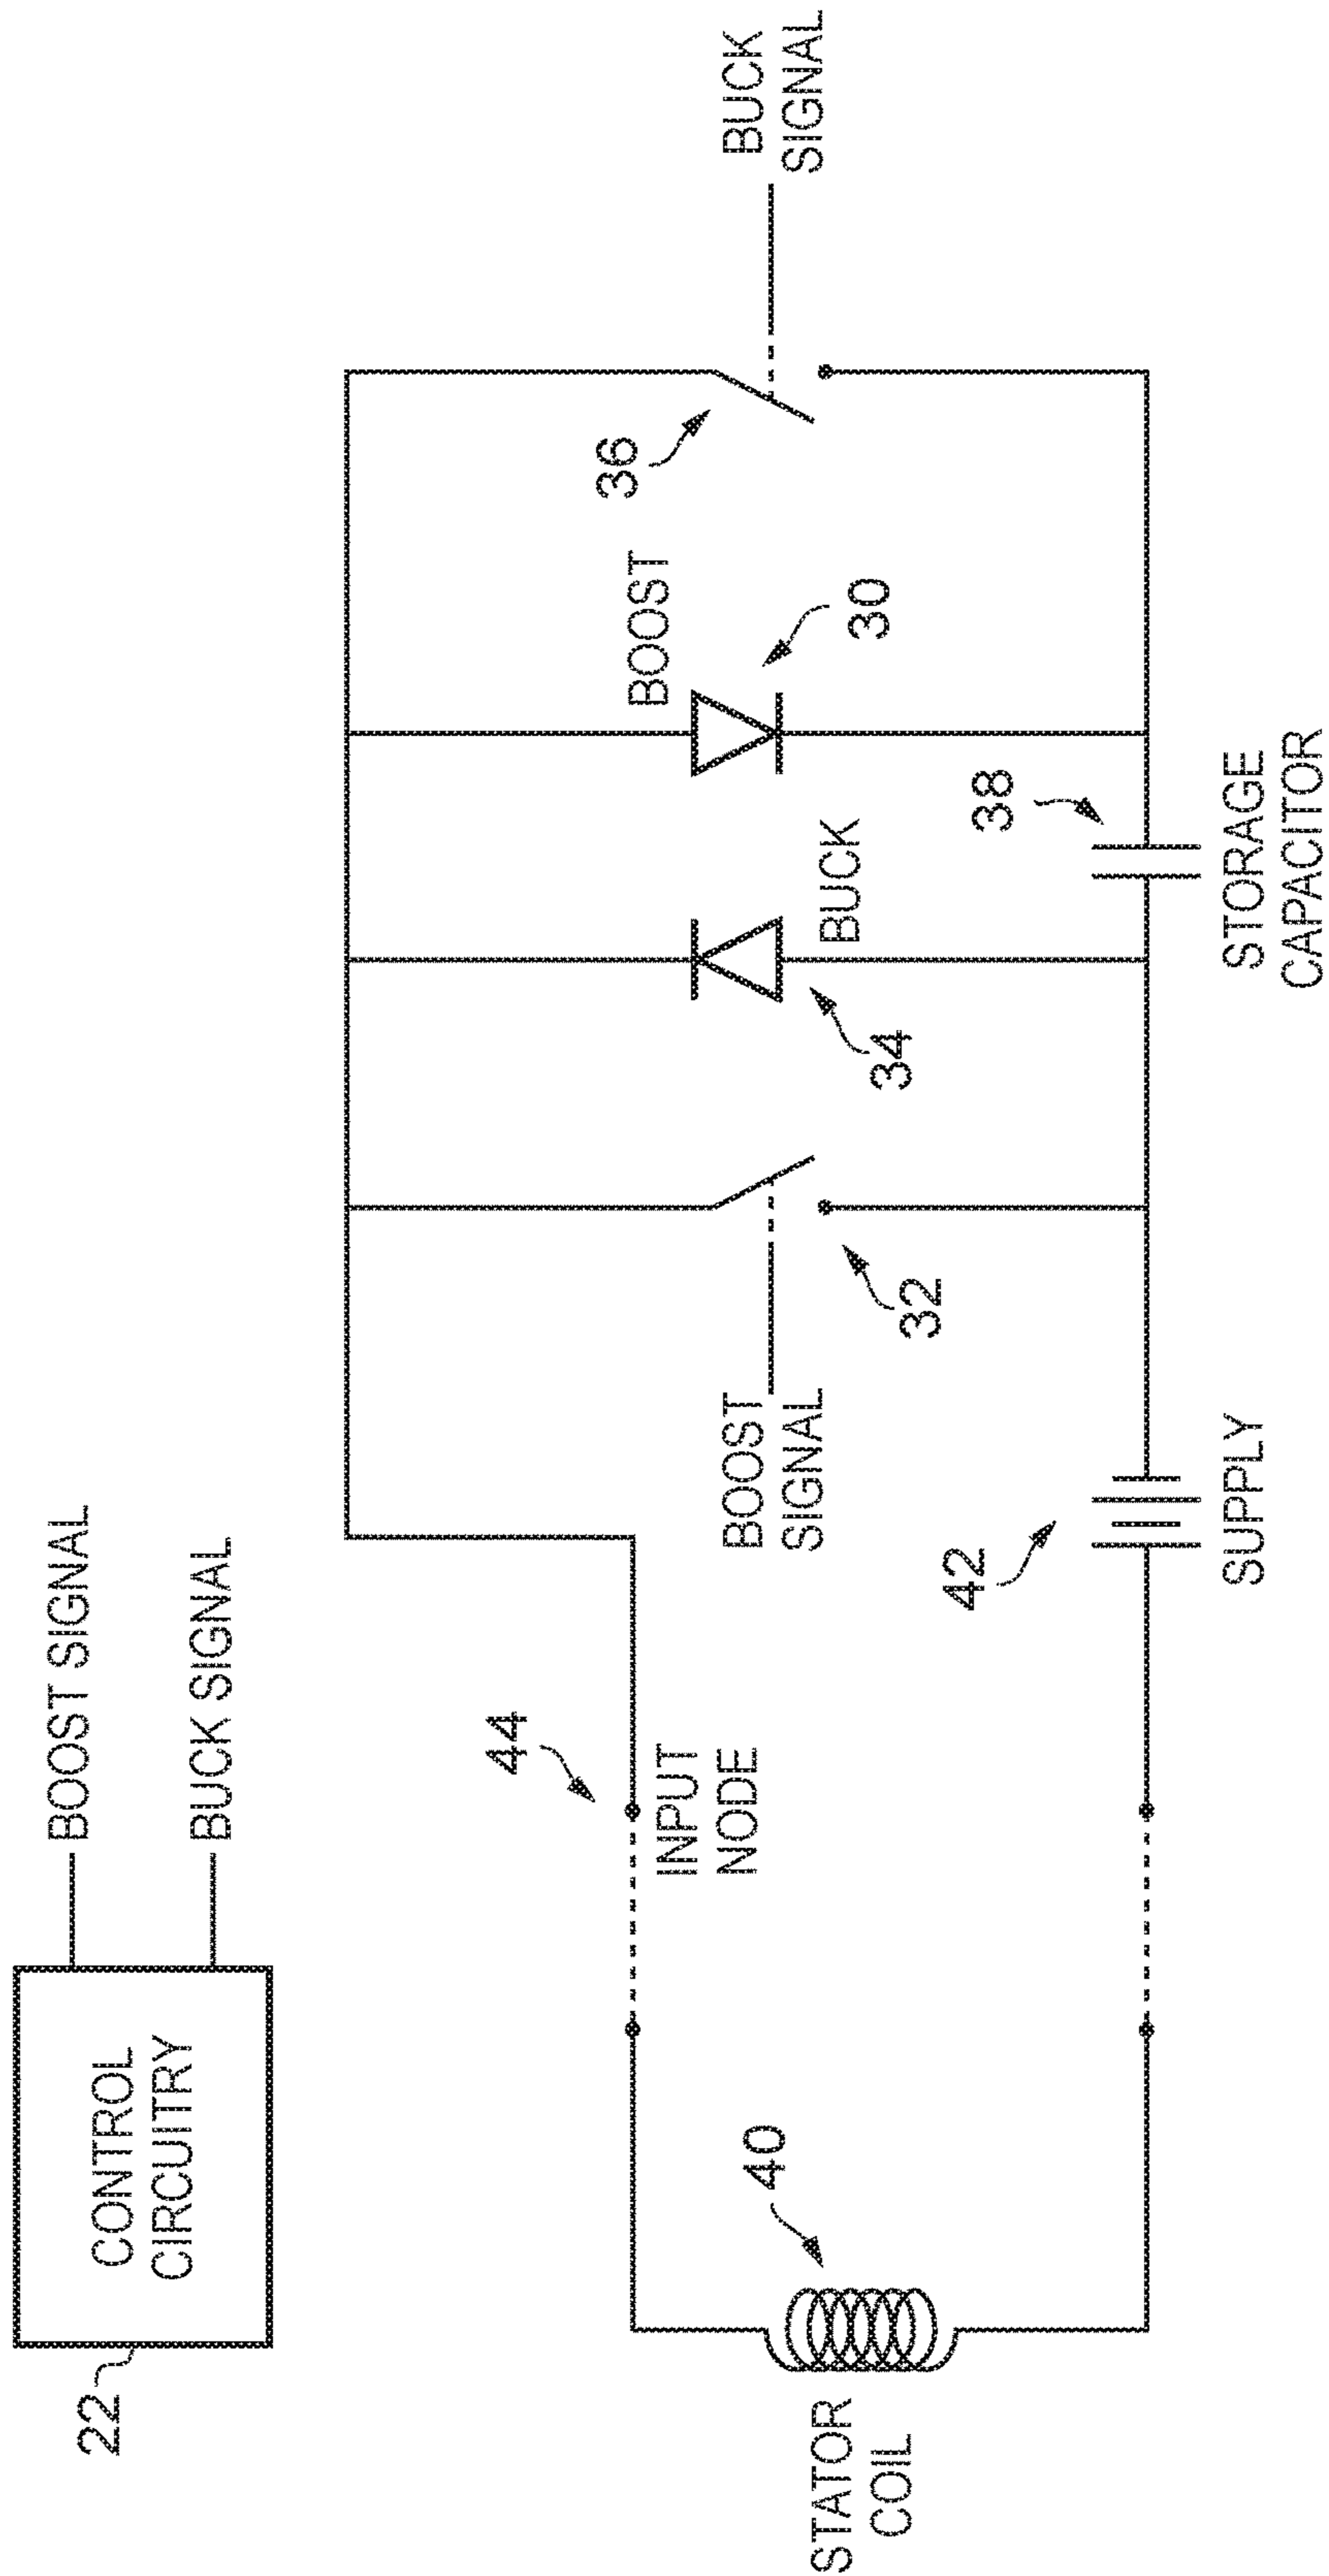 22
CONTROL
CIRCUITRY
BOOST SIGNAL
BUCK SIGNAL
44
INPUT
NODE
40
STATOR
COIL
42
SUPPLY
BOOST
SIGNAL
32
34
BUCK
BOOST
30
38
STORAGE
CAPACITOR
36
BUCK
SIGNAL